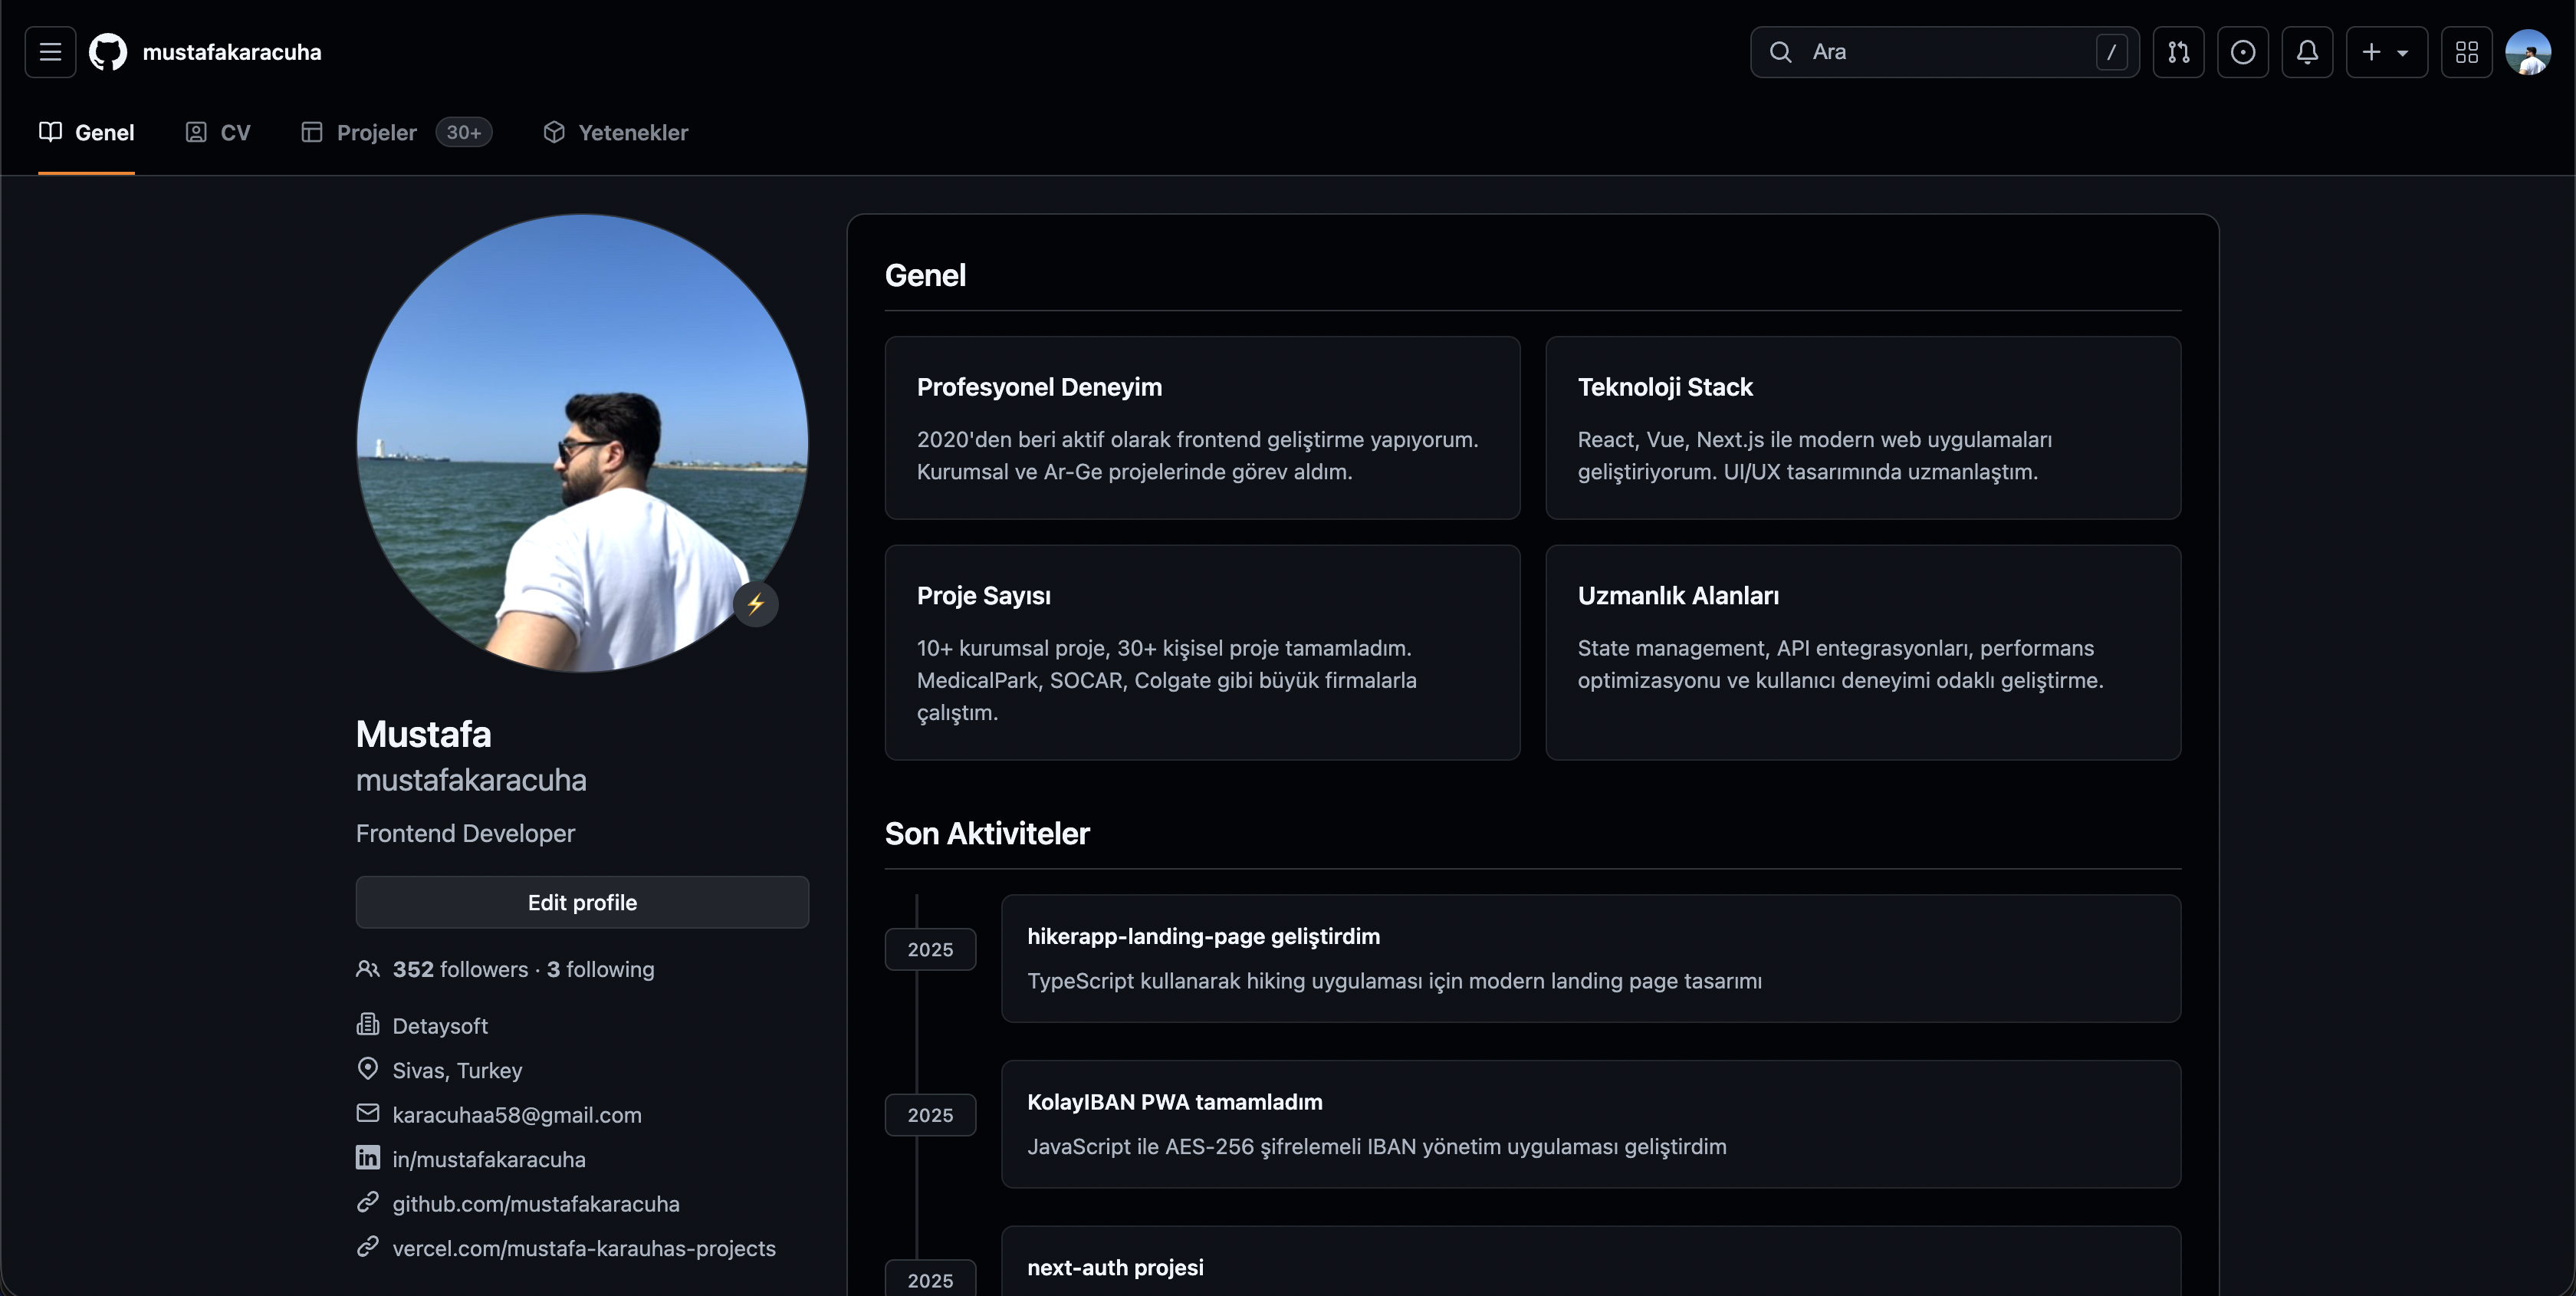 mustafakaracuha
Ara
/
Genel
CV
Projeler 30+
Yetenekler
Mustafa
mustafakaracuha
Frontend Developer
Edit profile
352 followers · 3 following
Detaysoft
Sivas, Turkey
karacuhaa58@gmail.com
in/mustafakaracuha
github.com/mustafakaracuha
vercel.com/mustafa-karauhas-projects
Genel
Profesyonel Deneyim
2020'den beri aktif olarak frontend geliştirme yapıyorum.
Kurumsal ve Ar-Ge projelerinde görev aldım.
Teknoloji Stack
React, Vue, Next.js ile modern web uygulamaları
geliştiriyorum. UI/UX tasarımında uzmanlaştım.
Proje Sayısı
10+ kurumsal proje, 30+ kişisel proje tamamladım.
MedicalPark, SOCAR, Colgate gibi büyük firmalarla
çalıştım.
Uzmanlık Alanları
State management, API entegrasyonları, performans
optimizasyonu ve kullanıcı deneyimi odaklı geliştirme.
Son Aktiviteler
2025
hikerapp-landing-page geliştirdim
TypeScript kullanarak hiking uygulaması için modern landing page tasarımı
2025
KolayIBAN PWA tamamladım
JavaScript ile AES-256 şifrelemeli IBAN yönetim uygulaması geliştirdim
2025
next-auth projesi